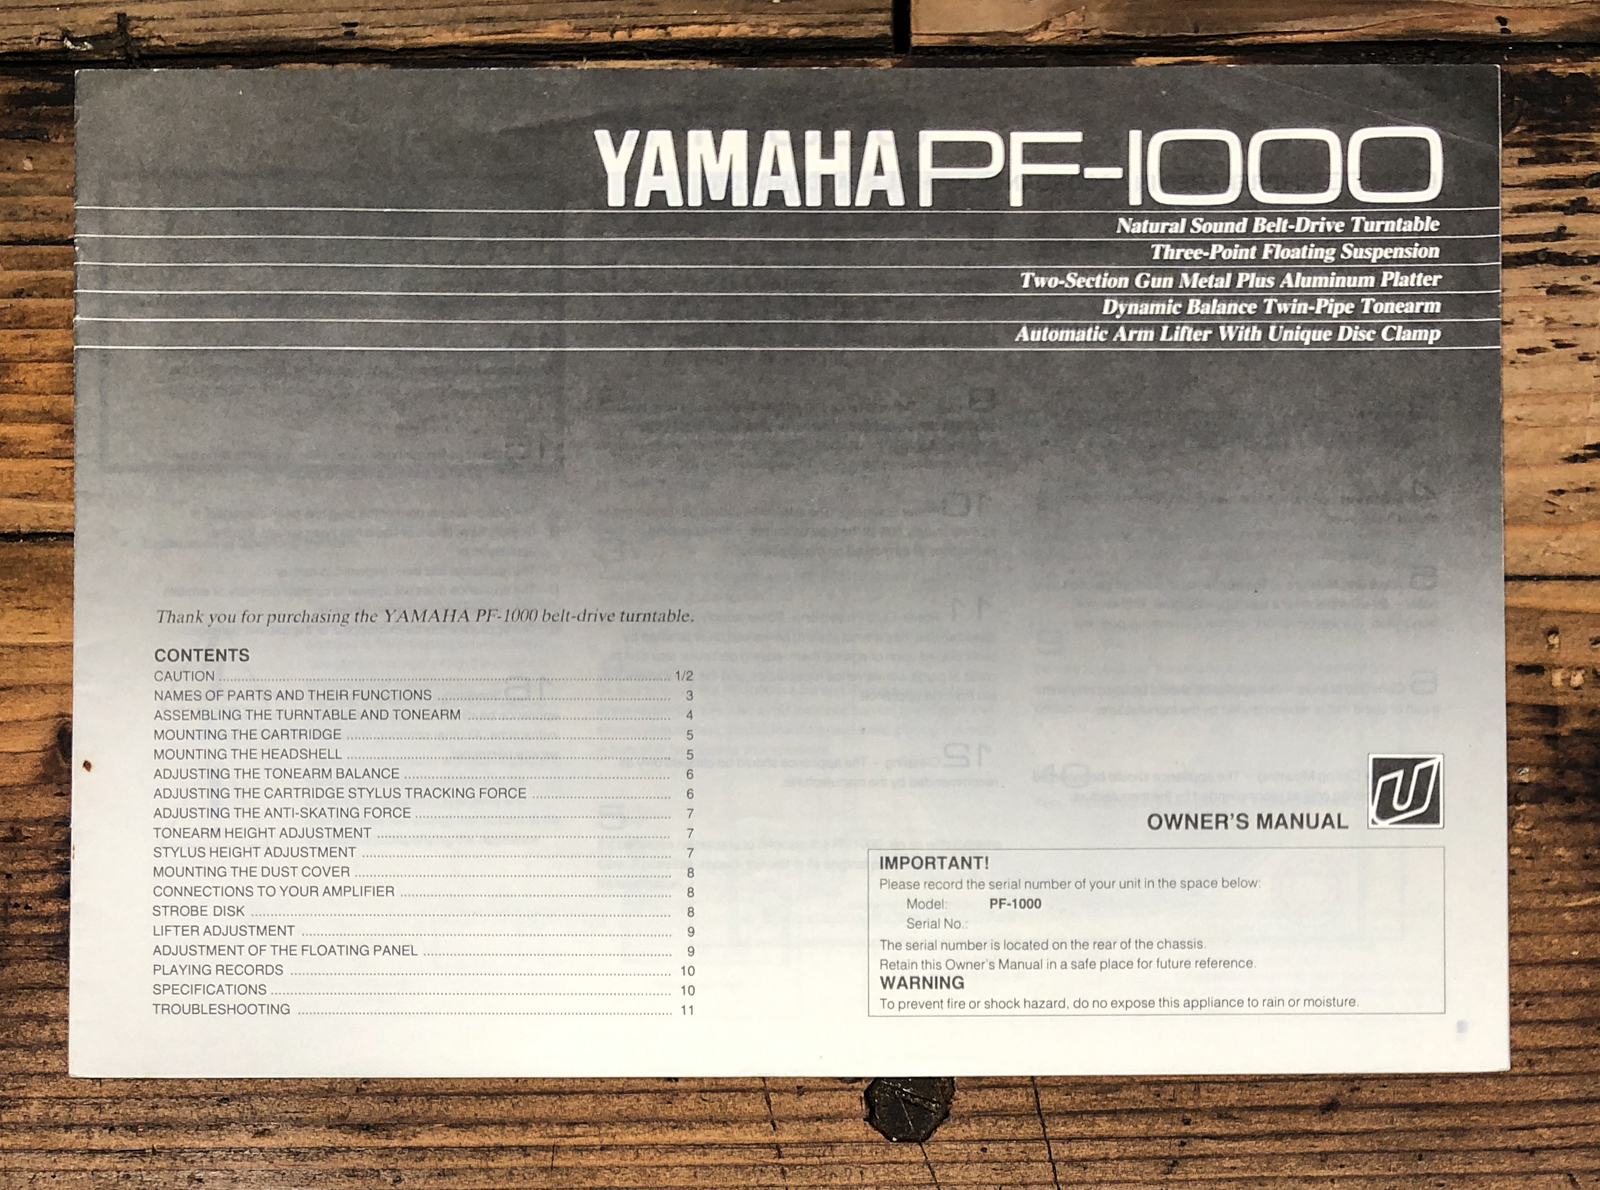 YAMAHA PF-1000
Natural Sound Belt-Drive Turntable
Three-Point Floating Suspension
Two-Section Gun Metal Plus Aluminum Platter
Dynamic Balance Twin-Pipe Tonearm
Automatic Arm Lifter With Unique Disc Clamp
Thank you for purchasing the YAMAHA PF-1000 belt-drive turntable.
CONTENTS
CAUTION 1/2
NAMES OF PARTS AND THEIR FUNCTIONS 3
ASSEMBLING THE TURNTABLE AND TONEARM 4
MOUNTING THE CARTRIDGE 5
MOUNTING THE HEADSHELL 5
ADJUSTING THE TONEARM BALANCE 6
ADJUSTING THE CARTRIDGE STYLUS TRACKING FORCE 6
ADJUSTING THE ANTI-SKATING FORCE 7
TONEARM HEIGHT ADJUSTMENT 7
STYLUS HEIGHT ADJUSTMENT 7
MOUNTING THE DUST COVER 8
CONNECTIONS TO YOUR AMPLIFIER 8
STROBE DISK 8
LIFTER ADJUSTMENT 9
ADJUSTMENT OF THE FLOATING PANEL 9
PLAYING RECORDS 10
SPECIFICATIONS 10
TROUBLESHOOTING 11
OWNER'S MANUAL
U
IMPORTANT!
Please record the serial number of your unit in the space below:
Model: PF-1000
Serial No.:
The serial number is located on the rear of the chassis.
Retain this Owner's Manual in a safe place for future reference.
WARNING
To prevent fire or shock hazard, do no expose this appliance to rain or moisture.